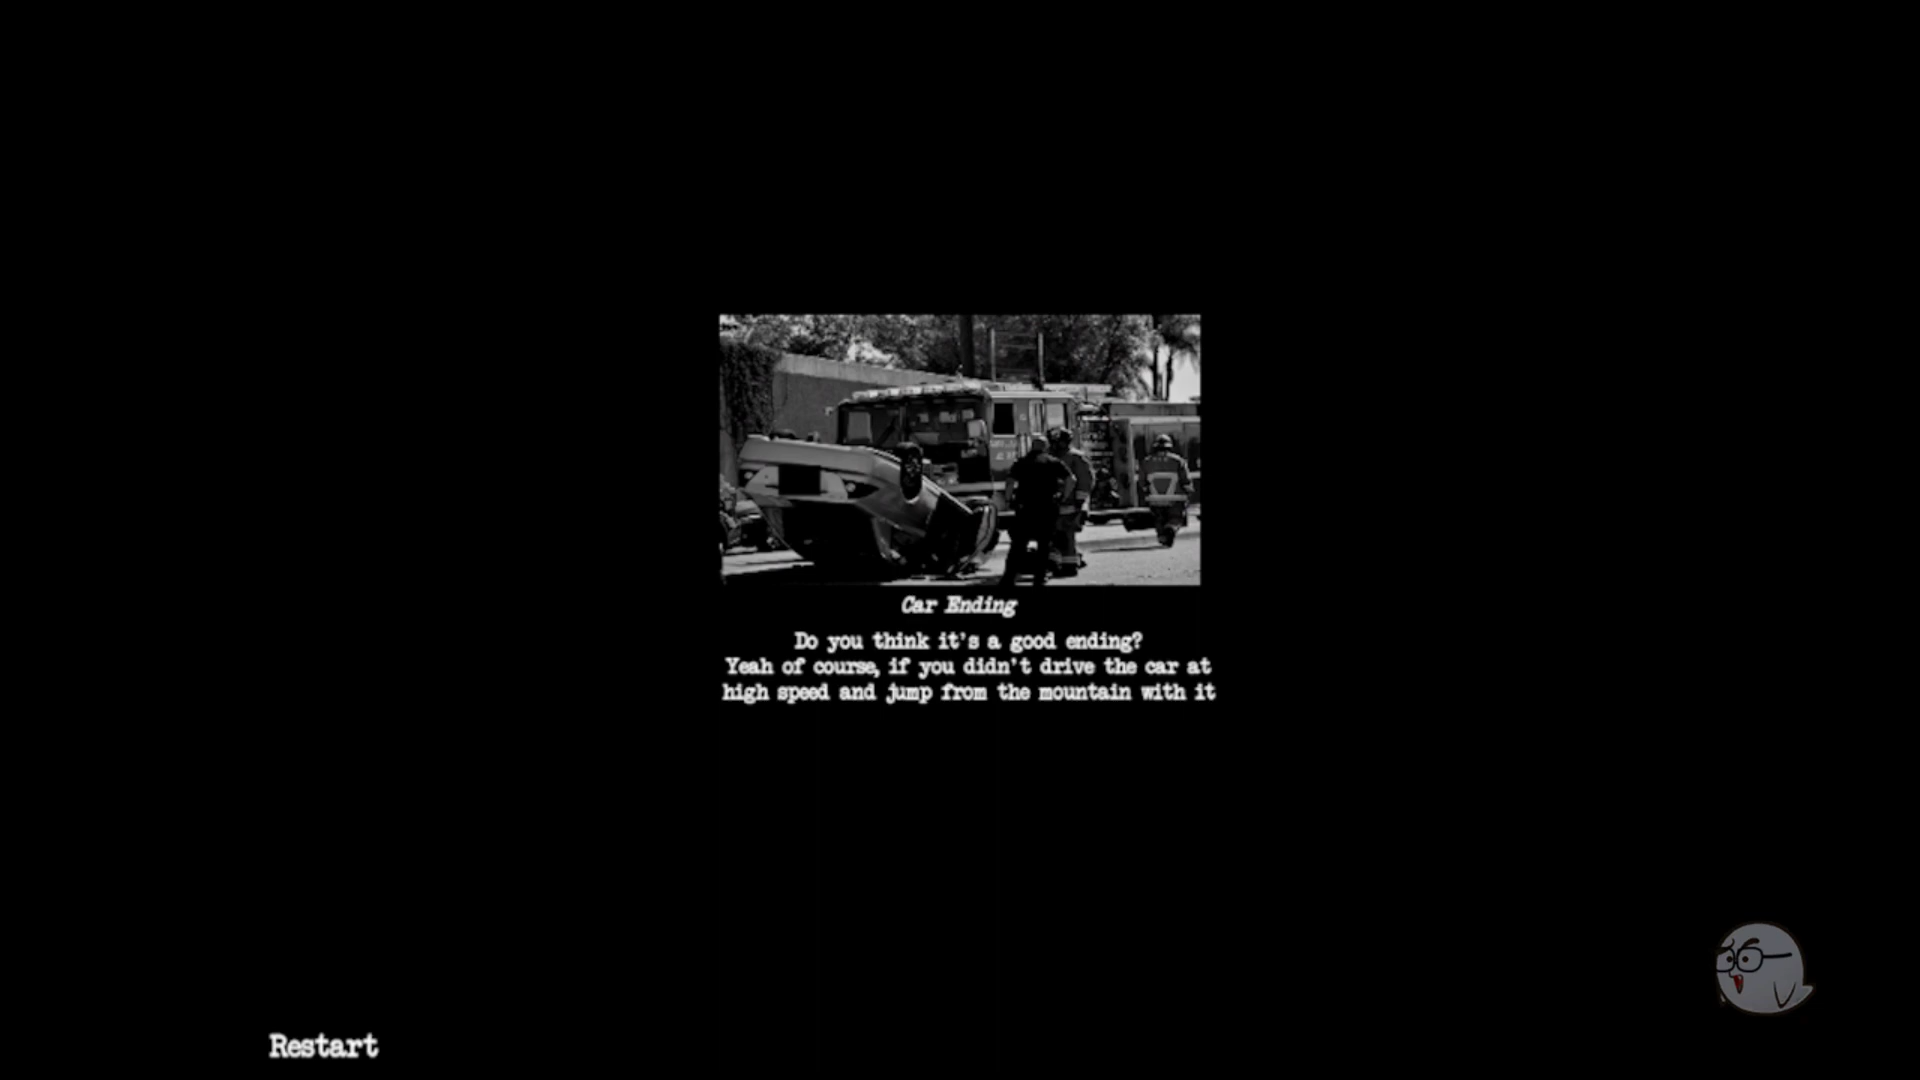 Car Ending
Do you think it's a good ending?
Yeah of course, if you didn't drive the car at
high speed and jump from the mountain with it
Restart